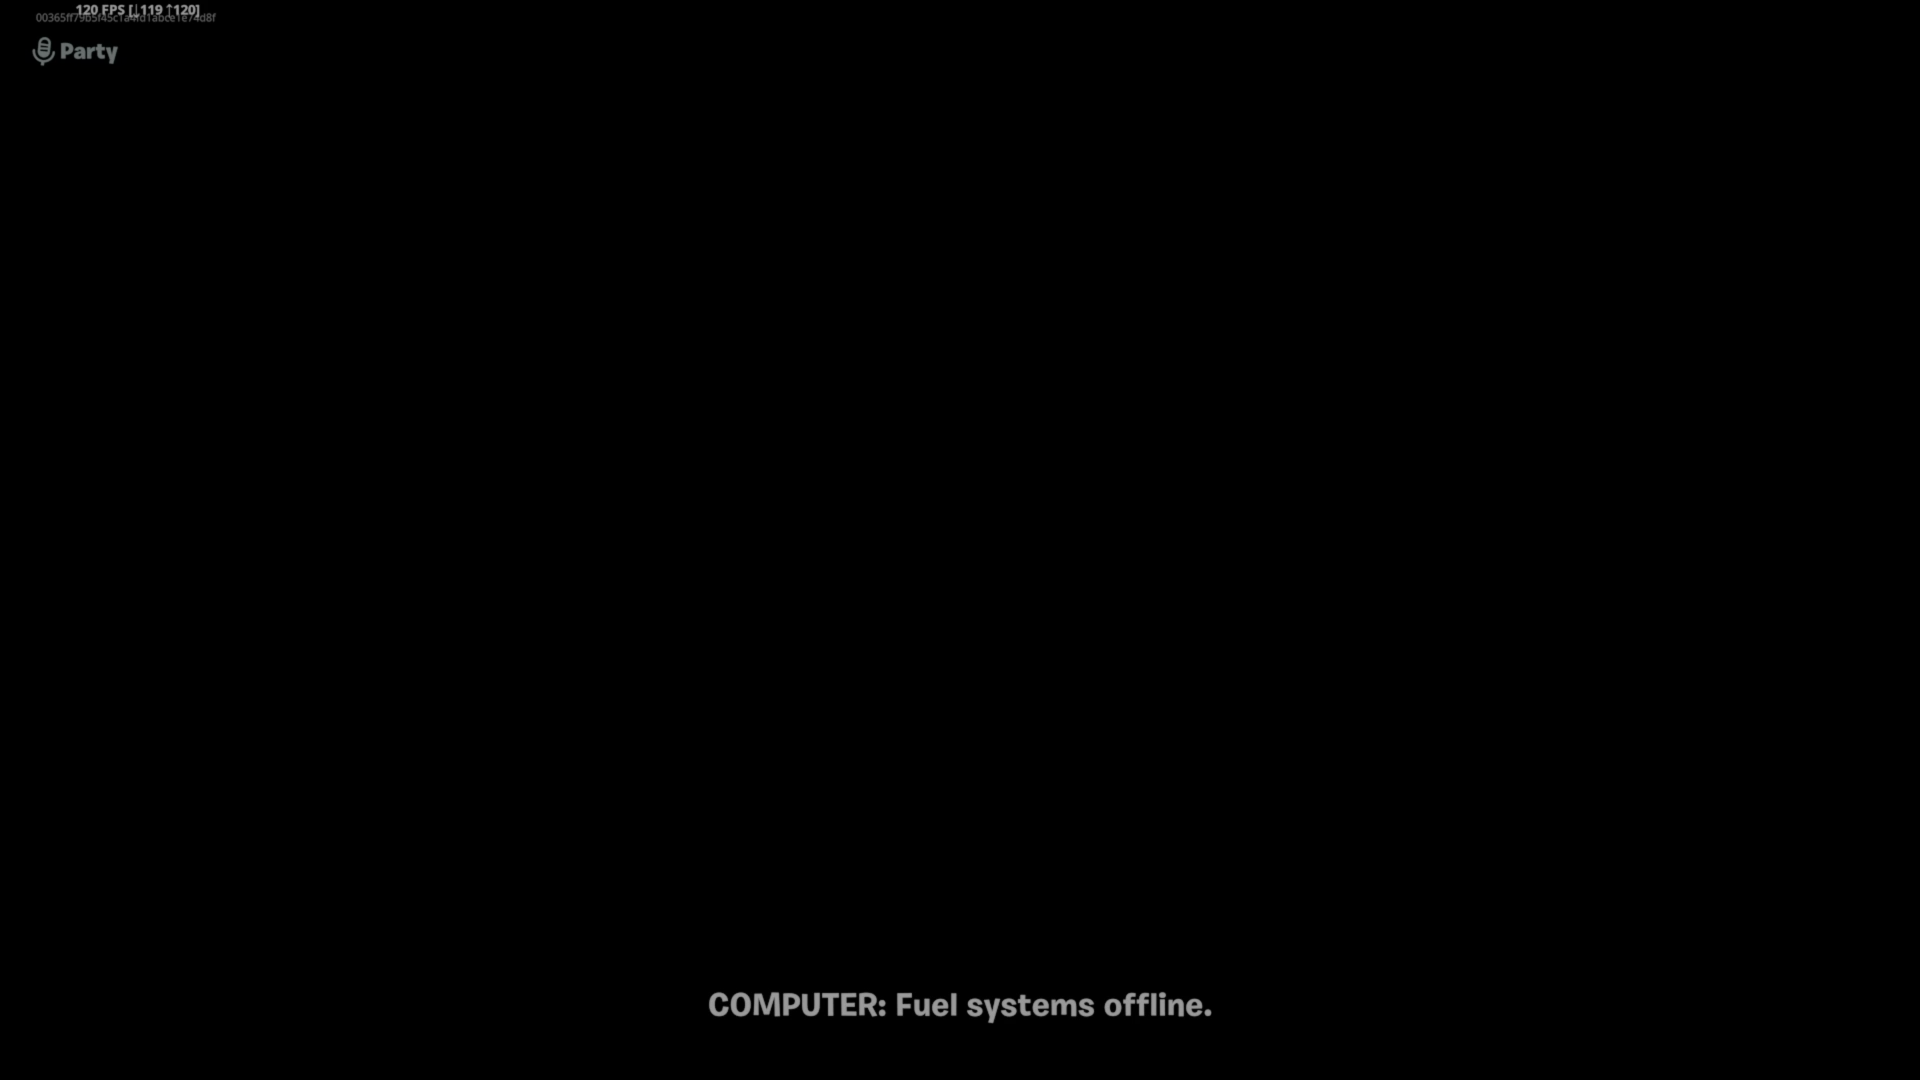 120 FPS [↓119 ↑120]
Party
COMPUTER: Fuel systems offline.